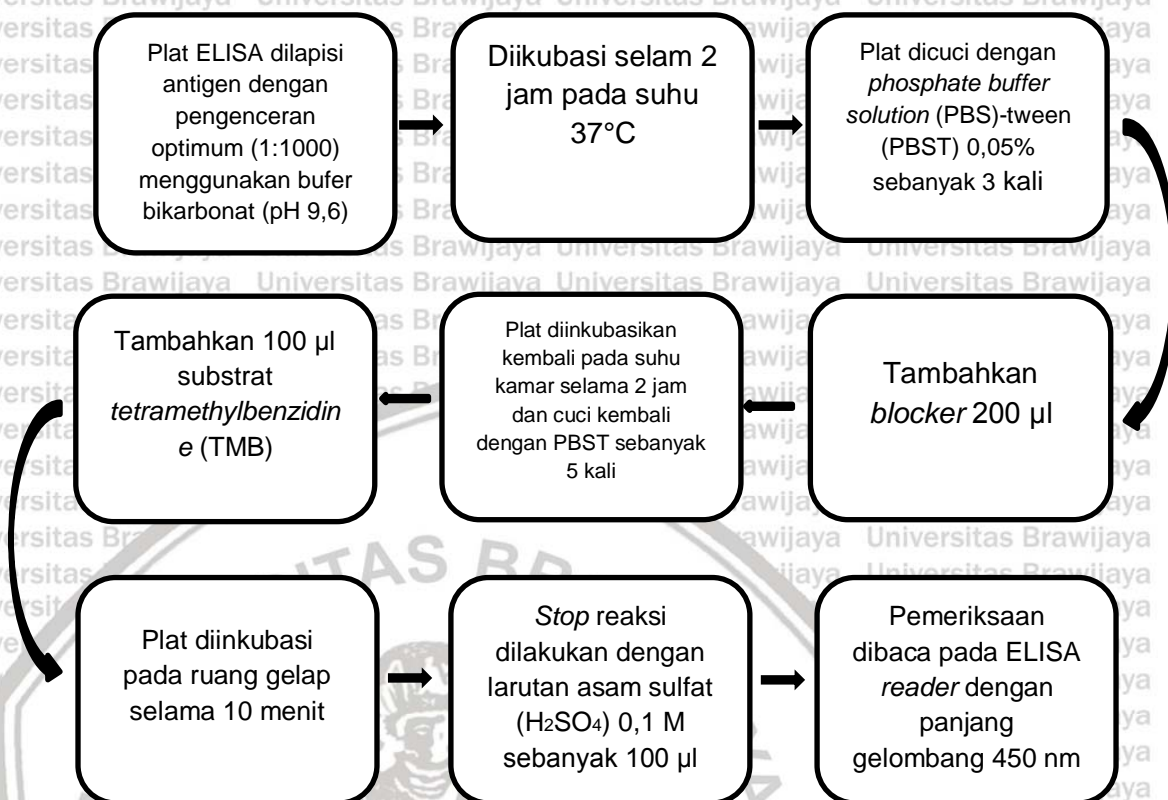 Plat ELISA dilapisi
antigen dengan
pengenceran
optimum (1:1000)
menggunakan bufer
bikarbonat (pH 9,6)
Diikubasi selam 2
jam pada suhu
37°C
Plat dicuci dengan
phosphate buffer
solution (PBS)-tween
(PBST) 0,05%
sebanyak 3 kali
Tambahkan
blocker 200 µl
Plat diinkubasikan
kembali pada suhu
kamar selama 2 jam
dan cuci kembali
dengan PBST sebanyak
5 kali
Tambahkan 100 µl
substrat
tetramethylbenzidin
e (TMB)
Plat diinkubasi
pada ruang gelap
selama 10 menit
Stop reaksi
dilakukan dengan
larutan asam sulfat
(H₂SO₄) 0,1 M
sebanyak 100 µl
Pemeriksaan
dibaca pada ELISA
reader dengan
panjang
gelombang 450 nm